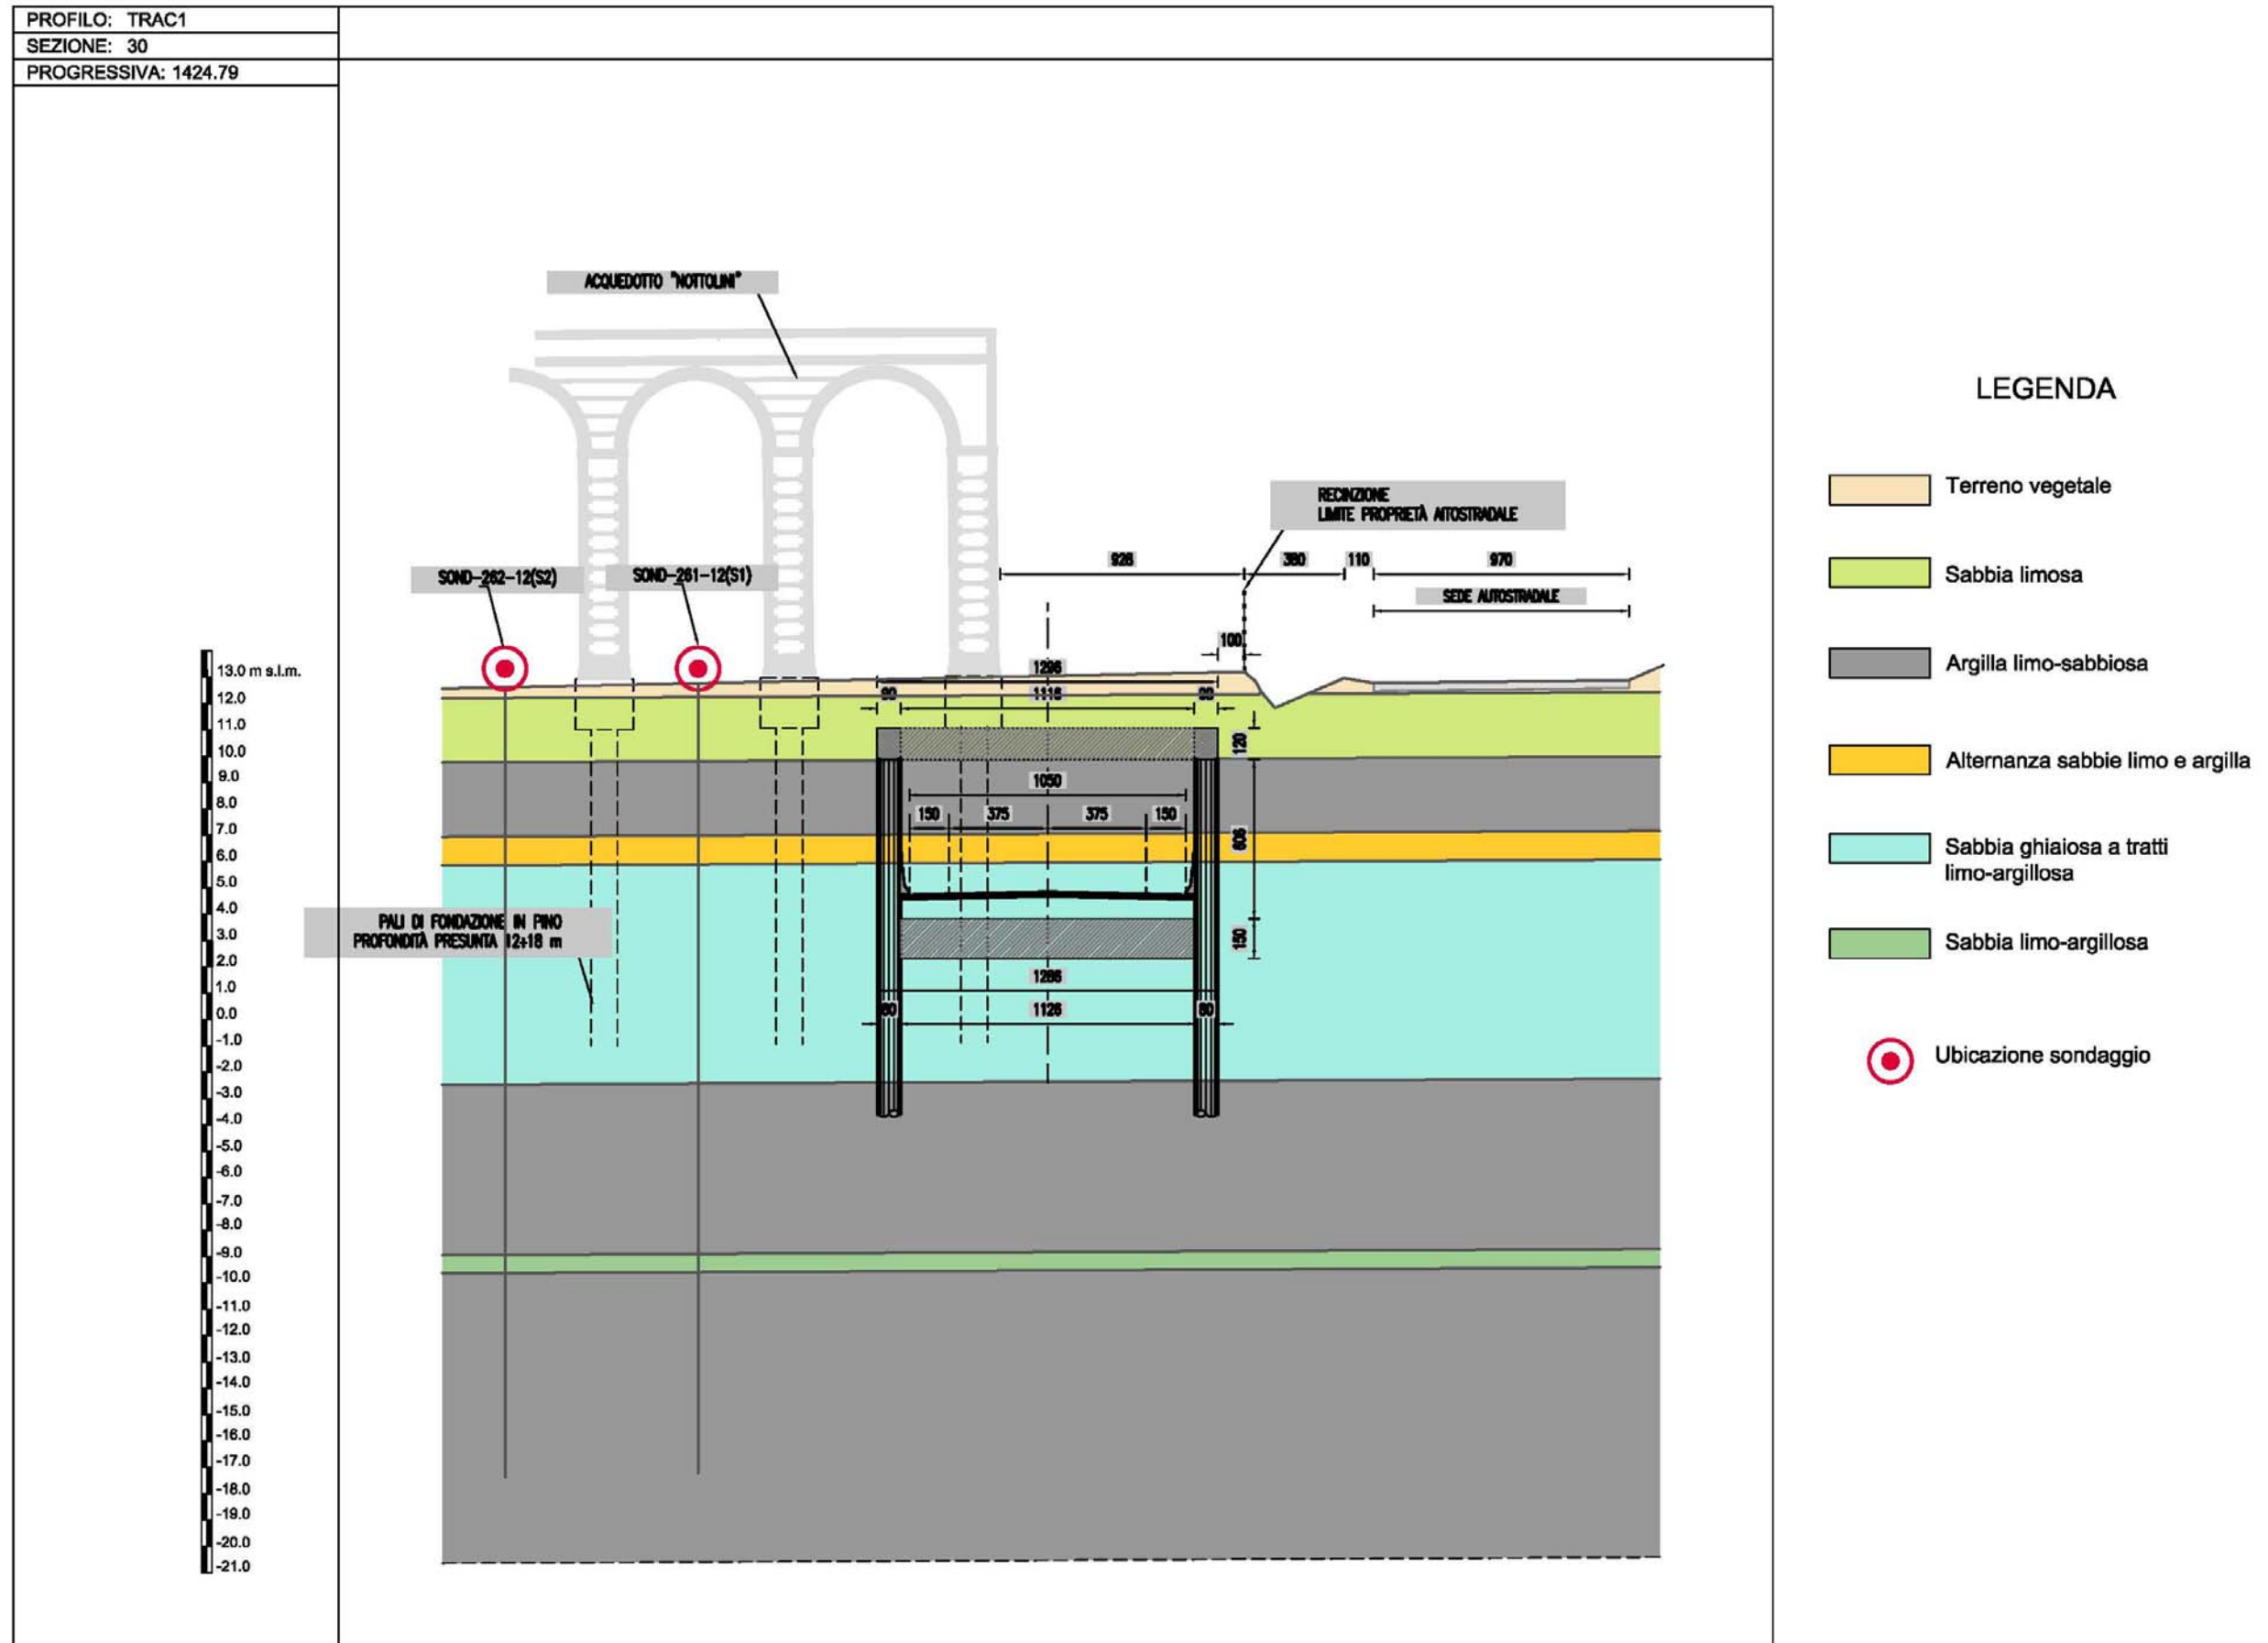 PROFILO: TRAC1
SEZIONE: 30
PROGRESSIVA: 1424.79
ACQUEDOTTO "NOTTOLINI"
RECINZIONE
LIMITE PROPRIETÀ AITOSTRADALE
928
380
110
970
SEDE AUTOSTRADALE
SOND-262-12(S2)
SOND-261-12(S1)
100
1296
90
1116
90
120
1050
150
375
375
150
606
PALI DI FONDAZIONE IN PINO
PROFONDITÀ PRESUNTA 12÷18 m
150
1286
80
1126
80
13.0 m s.l.m.
12.0
11.0
10.0
9.0
8.0
7.0
6.0
5.0
4.0
3.0
2.0
1.0
0.0
-1.0
-2.0
-3.0
-4.0
-5.0
-6.0
-7.0
-8.0
-9.0
-10.0
-11.0
-12.0
-13.0
-14.0
-15.0
-16.0
-17.0
-18.0
-19.0
-20.0
-21.0
LEGENDA
Terreno vegetale
Sabbia limosa
Argilla limo-sabbiosa
Alternanza sabbie limo e argilla
Sabbia ghiaiosa a tratti
limo-argillosa
Sabbia limo-argillosa
Ubicazione sondaggio